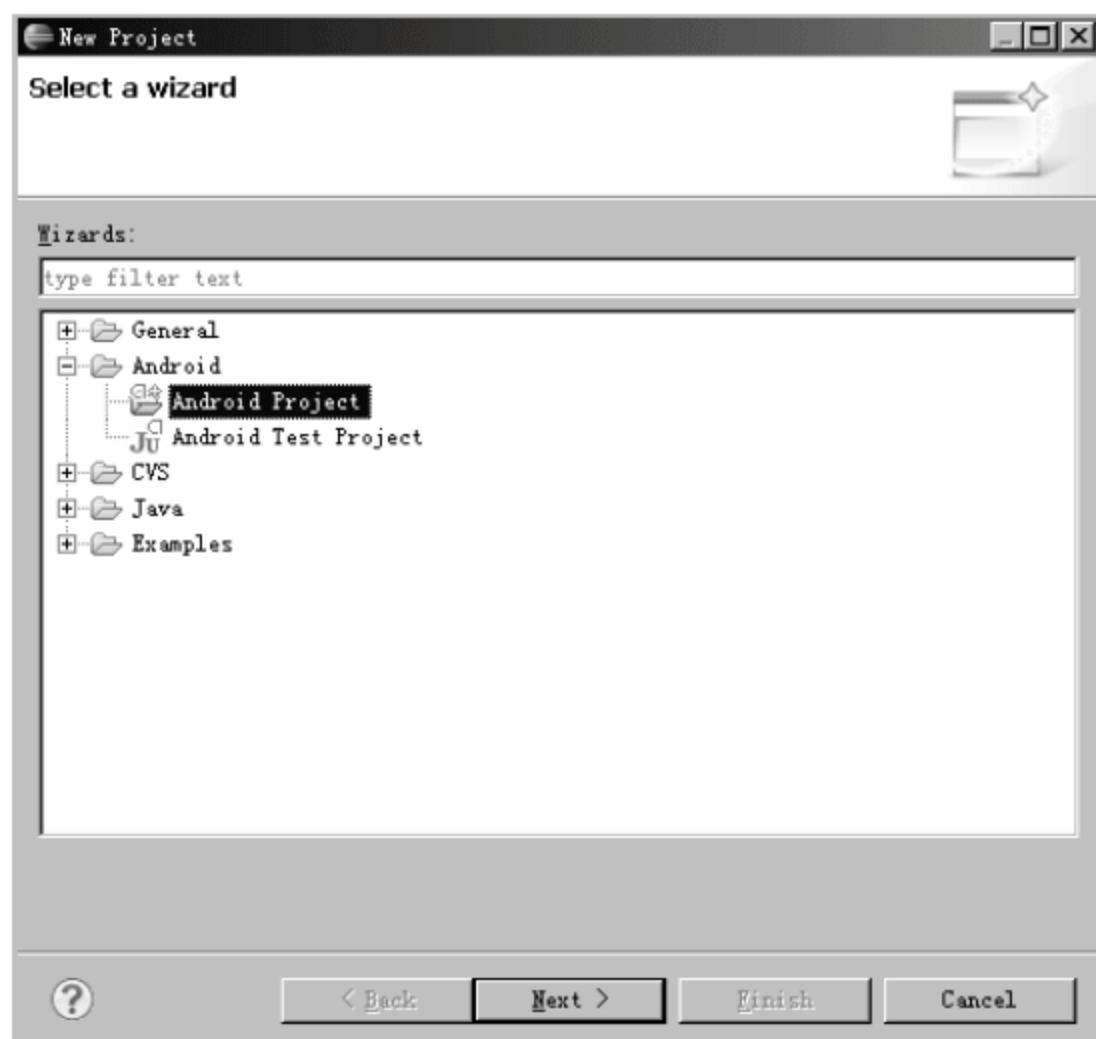 New Project
Select a wizard
Wizards:
type filter text
General
Android
Android Project
Android Test Project
CVS
Java
Examples
?
< Back
Next >
Finish
Cancel